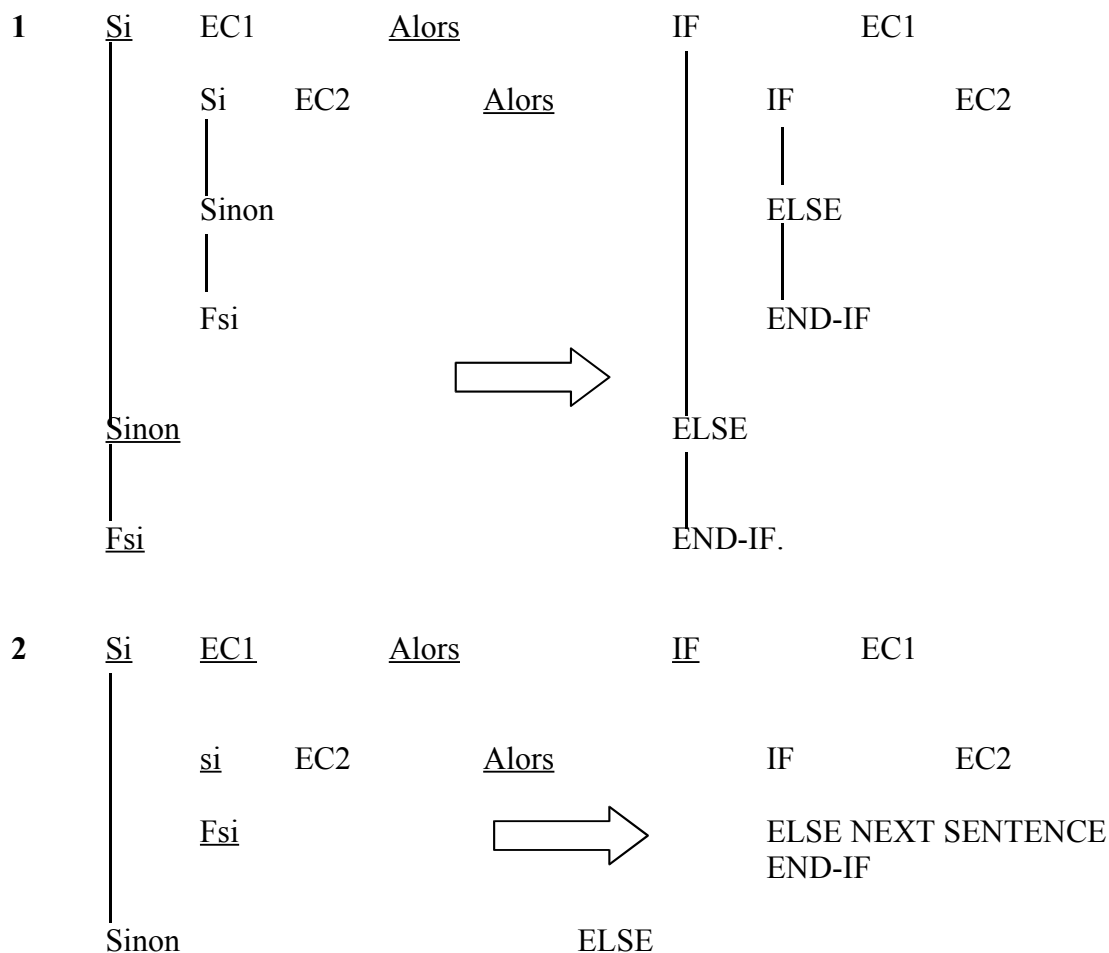 1 Si EC1 Alors IF EC1
Si EC2 Alors IF EC2
Sinon ELSE
Fsi END-IF
Sinon ELSE
Fsi END-IF.
2 Si EC1 Alors IF EC1
si EC2 Alors IF EC2
Fsi ELSE NEXT SENTENCE
END-IF
Sinon ELSE